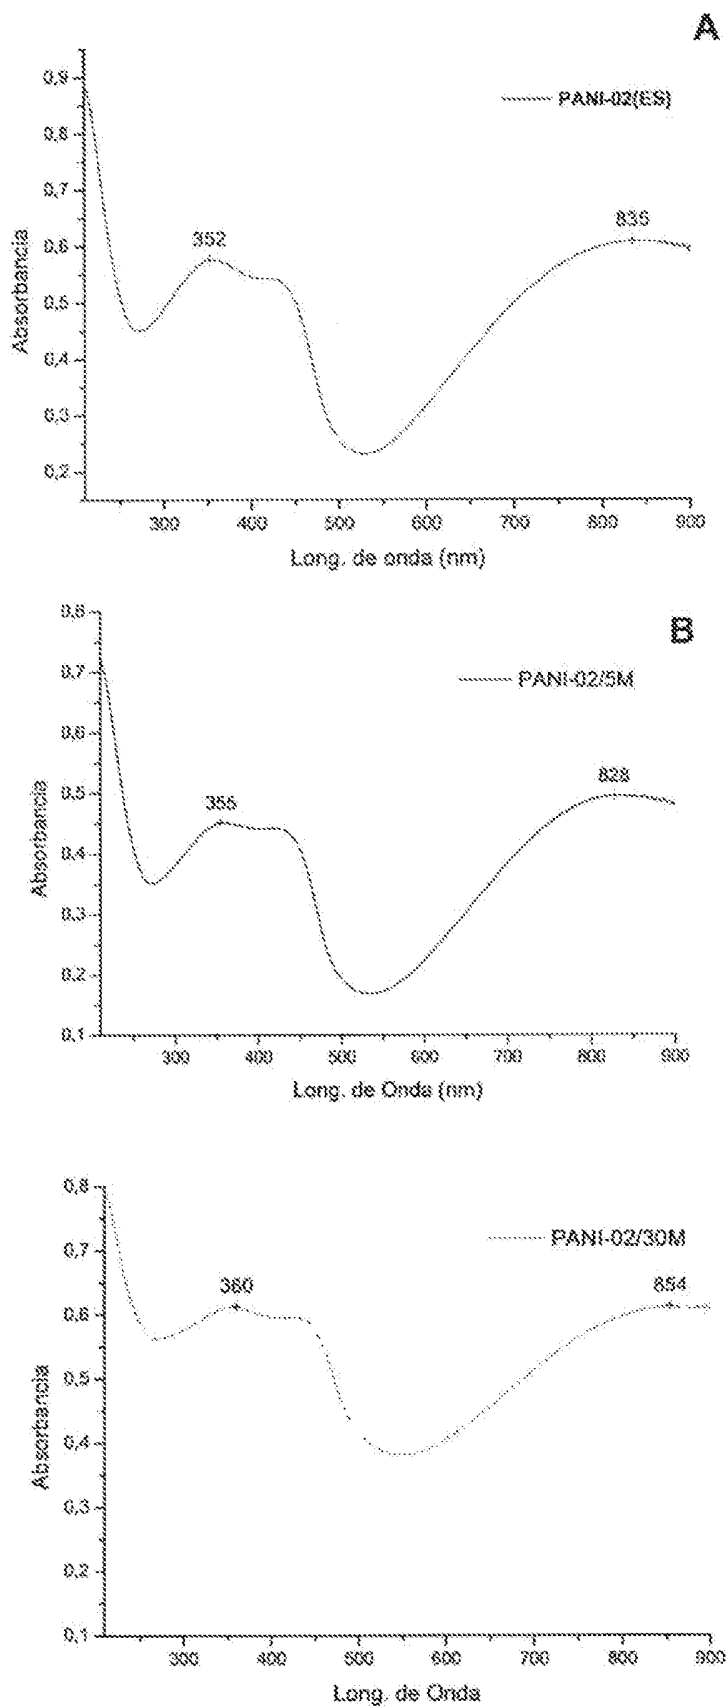 A
PANI-02(ES)
0,9
0,8
0,7
0,6
0,5
0,4
0,3
0,2
352
835
Absorbancia
300 400 500 600 700 800 900
Long. de onda (nm)
B
PANI-02/5M
0,8
0,7
0,6
0,5
0,4
0,3
0,2
0,1
355
828
Absorbancia
300 400 500 600 700 800 900
Long. de Onda (nm)
PANI-02/30M
0,8
0,7
0,6
0,5
0,4
0,3
0,2
0,1
360
854
Absorbancia
300 400 500 600 700 800 900
Long. de Onda